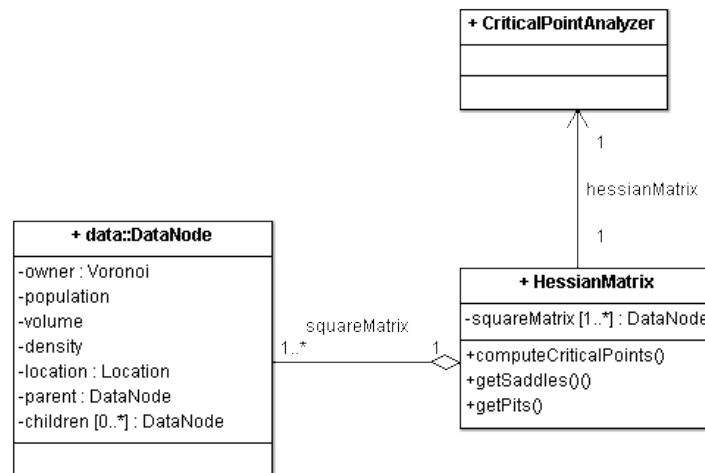 + CriticalPointAnalyzer
1
hessianMatrix
1
+ data::DataNode
-owner : Voronoi
-population
-volume
-density
-location : Location
-parent : DataNode
-children [0..*] : DataNode
squareMatrix
1..*
1
+ HessianMatrix
-squareMatrix [1..*] : DataNode
+computeCriticalPoints()
+getSaddles()()
+getPits()